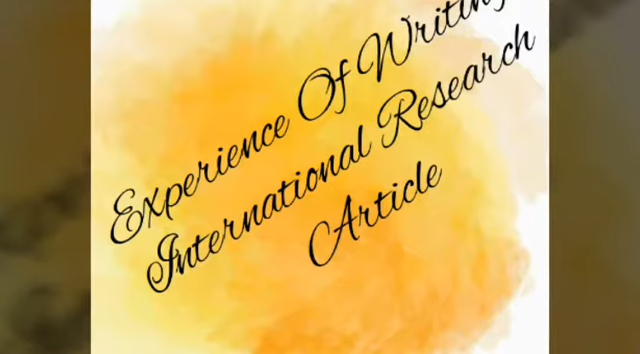 Experience Of Writing
International Research
Article